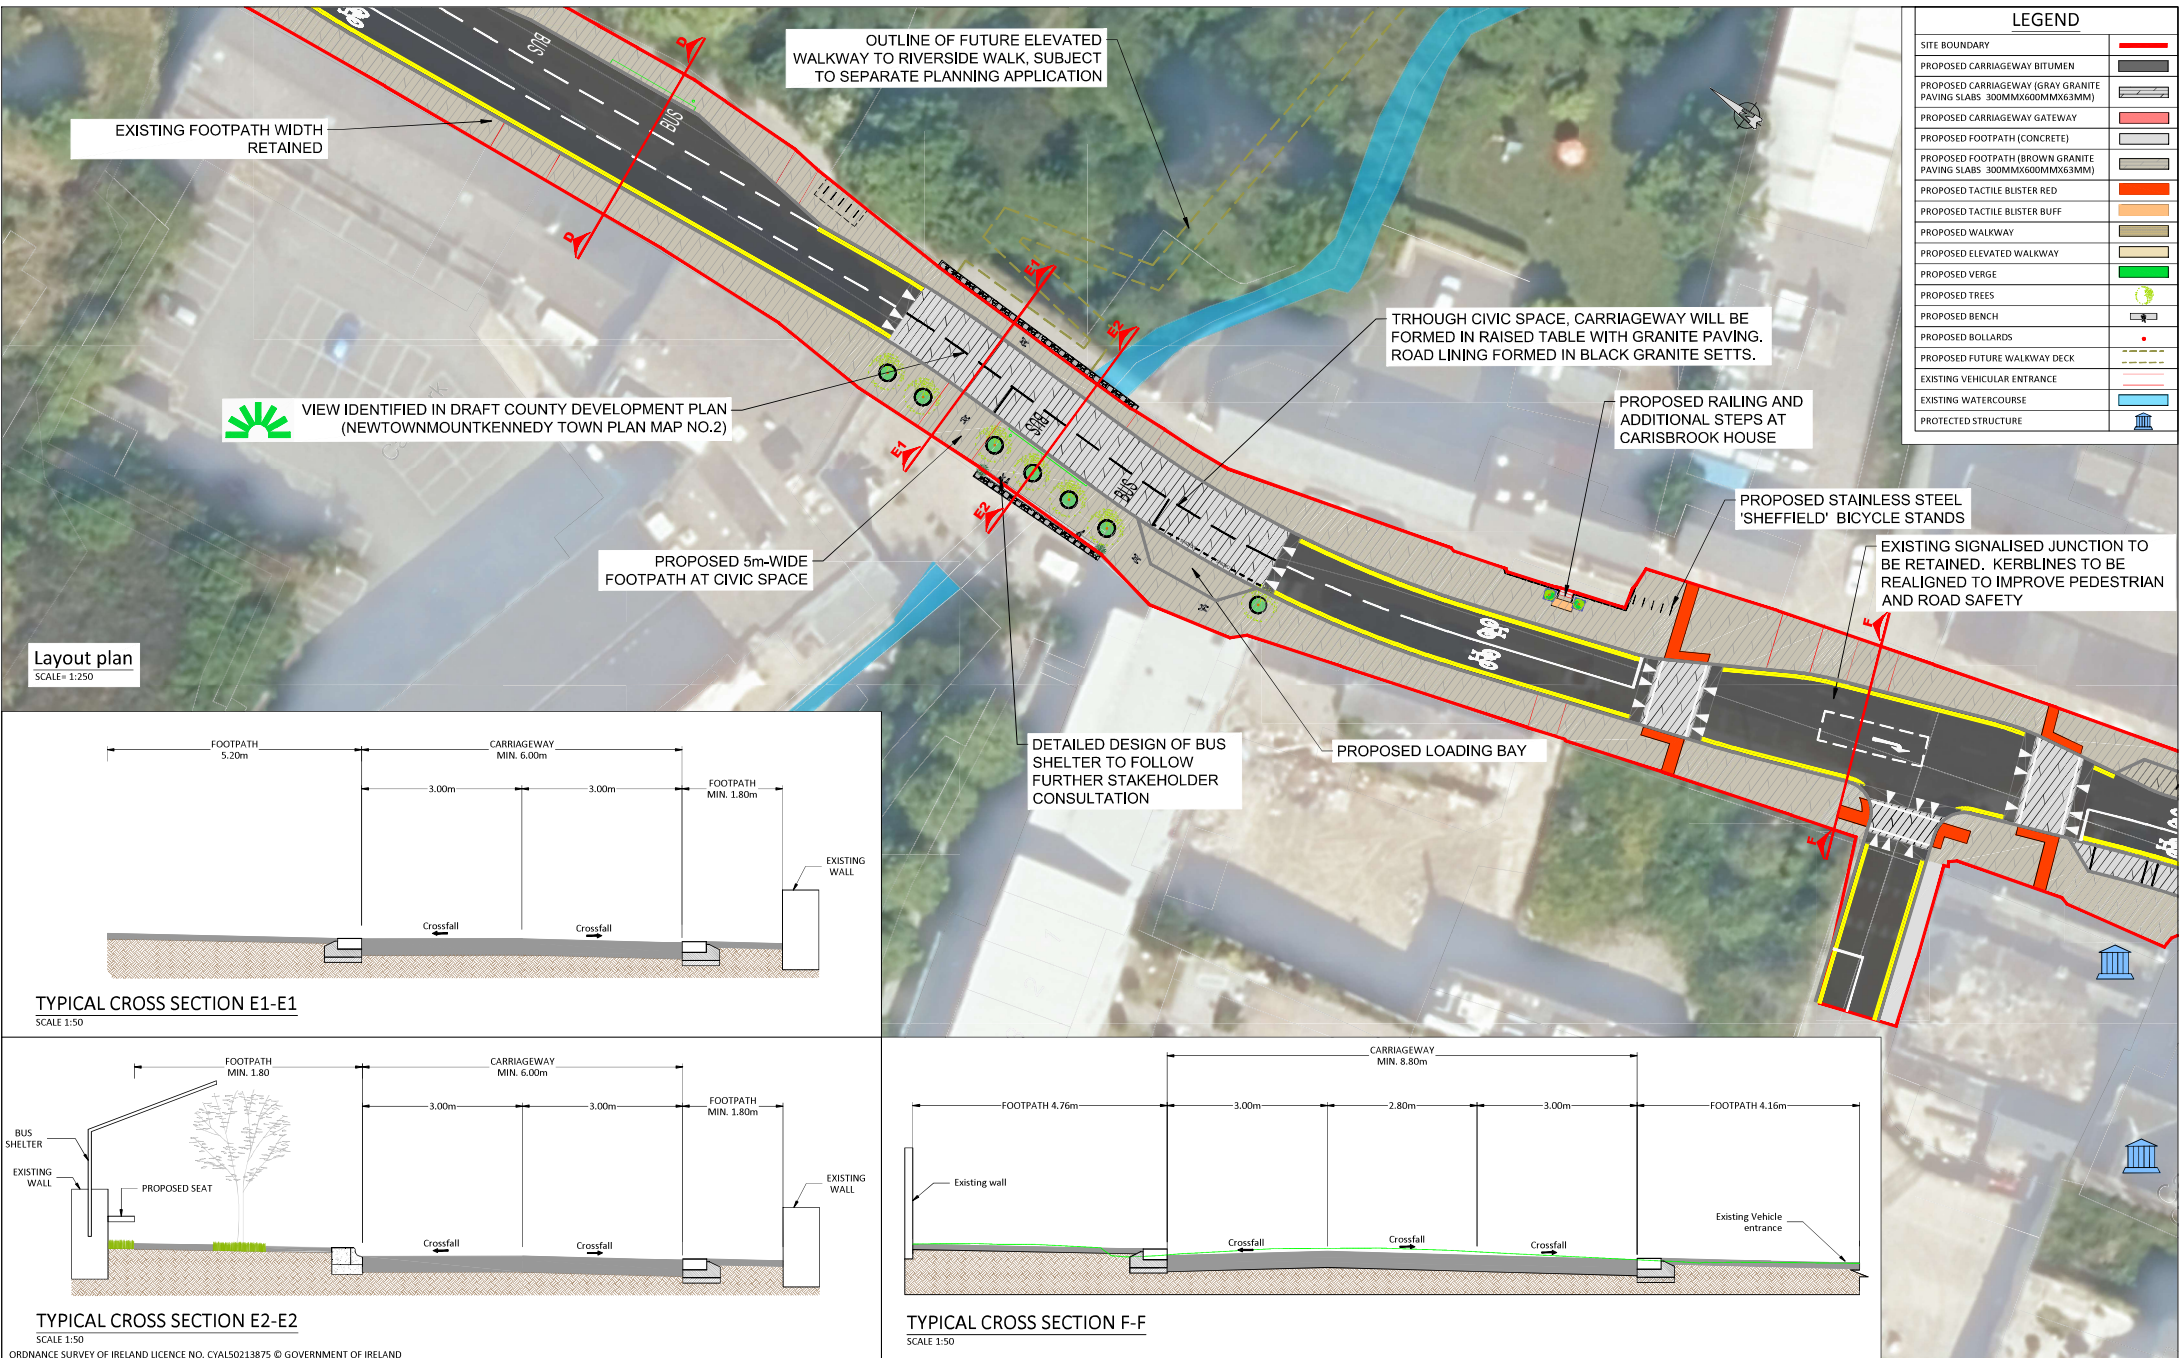 BUS
BUS
D
D
OUTLINE OF FUTURE ELEVATED
WALKWAY TO RIVERSIDE WALK, SUBJECT
TO SEPARATE PLANNING APPLICATION
EXISTING FOOTPATH WIDTH
RETAINED
E1
E2
TRHOUGH CIVIC SPACE, CARRIAGEWAY WILL BE
FORMED IN RAISED TABLE WITH GRANITE PAVING.
ROAD LINING FORMED IN BLACK GRANITE SETTS.
VIEW IDENTIFIED IN DRAFT COUNTY DEVELOPMENT PLAN
(NEWTOWNMOUNTKENNEDY TOWN PLAN MAP NO.2)
BUS
BUS
E1
E2
PROPOSED RAILING AND
ADDITIONAL STEPS AT
CARISBROOK HOUSE
PROPOSED STAINLESS STEEL
'SHEFFIELD' BICYCLE STANDS
EXISTING SIGNALISED JUNCTION TO
BE RETAINED. KERBLINES TO BE
REALIGNED TO IMPROVE PEDESTRIAN
AND ROAD SAFETY
PROPOSED 5m-WIDE
FOOTPATH AT CIVIC SPACE
F
F
DETAILED DESIGN OF BUS
SHELTER TO FOLLOW
FURTHER STAKEHOLDER
CONSULTATION
PROPOSED LOADING BAY
Layout plan
SCALE= 1:250
LEGEND
SITE BOUNDARY
PROPOSED CARRIAGEWAY BITUMEN
PROPOSED CARRIAGEWAY (GRAY GRANITE
PAVING SLABS 300MMX600MMX63MM)
PROPOSED CARRIAGEWAY GATEWAY
PROPOSED FOOTPATH (CONCRETE)
PROPOSED FOOTPATH (BROWN GRANITE
PAVING SLABS 300MMX600MMX63MM)
PROPOSED TACTILE BLISTER RED
PROPOSED TACTILE BLISTER BUFF
PROPOSED WALKWAY
PROPOSED ELEVATED WALKWAY
PROPOSED VERGE
PROPOSED TREES
PROPOSED BENCH
PROPOSED BOLLARDS
PROPOSED FUTURE WALKWAY DECK
EXISTING VEHICULAR ENTRANCE
EXISTING WATERCOURSE
PROTECTED STRUCTURE
FOOTPATH
5.20m
CARRIAGEWAY
MIN. 6.00m
3.00m
3.00m
FOOTPATH
MIN. 1.80m
EXISTING
WALL
Crossfall
Crossfall
TYPICAL CROSS SECTION E1-E1
SCALE 1:50
FOOTPATH
MIN. 1.80
CARRIAGEWAY
MIN. 6.00m
3.00m
3.00m
FOOTPATH
MIN. 1.80m
BUS
SHELTER
EXISTING
WALL
PROPOSED SEAT
EXISTING
WALL
Crossfall
Crossfall
TYPICAL CROSS SECTION E2-E2
SCALE 1:50
ORDNANCE SURVEY OF IRELAND LICENCE NO. CYAL50213875 © GOVERNMENT OF IRELAND
CARRIAGEWAY
MIN. 8.80m
FOOTPATH 4.76m
3.00m
2.80m
3.00m
FOOTPATH 4.16m
Existing wall
Existing Vehicle
entrance
Crossfall
Crossfall
Crossfall
TYPICAL CROSS SECTION F-F
SCALE 1:50